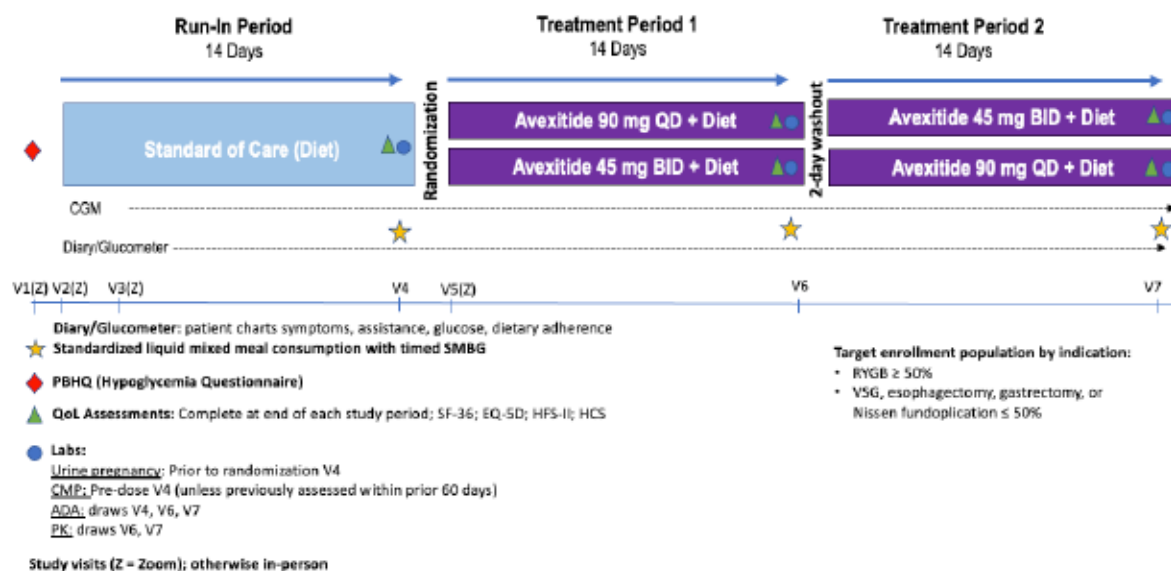 Run-In Period
14 Days
Treatment Period 1
14 Days
Treatment Period 2
14 Days
Standard of Care (Diet)
Randomization
Avexitide 90 mg QD + Diet
Avexitide 45 mg BID + Diet
2-day washout
Avexitide 45 mg BID + Diet
Avexitide 90 mg QD + Diet
CGM
Diary/Glucometer
V1(Z) V2(Z) V3(Z) V4 V5(Z) V6 V7
Diary/Glucometer: patient charts symptoms, assistance, glucose, dietary adherence
Standardized liquid mixed meal consumption with timed SMBG
PBHQ (Hypoglycemia Questionnaire)
QoL Assessments: Complete at end of each study period; SF-36; EQ-5D; HFS-II; HCS
Labs:
Urine pregnancy: Prior to randomization V4
CMP: Pre-dose V4 (unless previously assessed within prior 60 days)
ADA: draws V4, V6, V7
PK: draws V6, V7
Study visits (Z = Zoom); otherwise in-person
Target enrollment population by indication:
• RYGB ≥ 50%
• VSG, esophagectomy, gastrectomy, or
Nissen fundoplication ≤ 50%